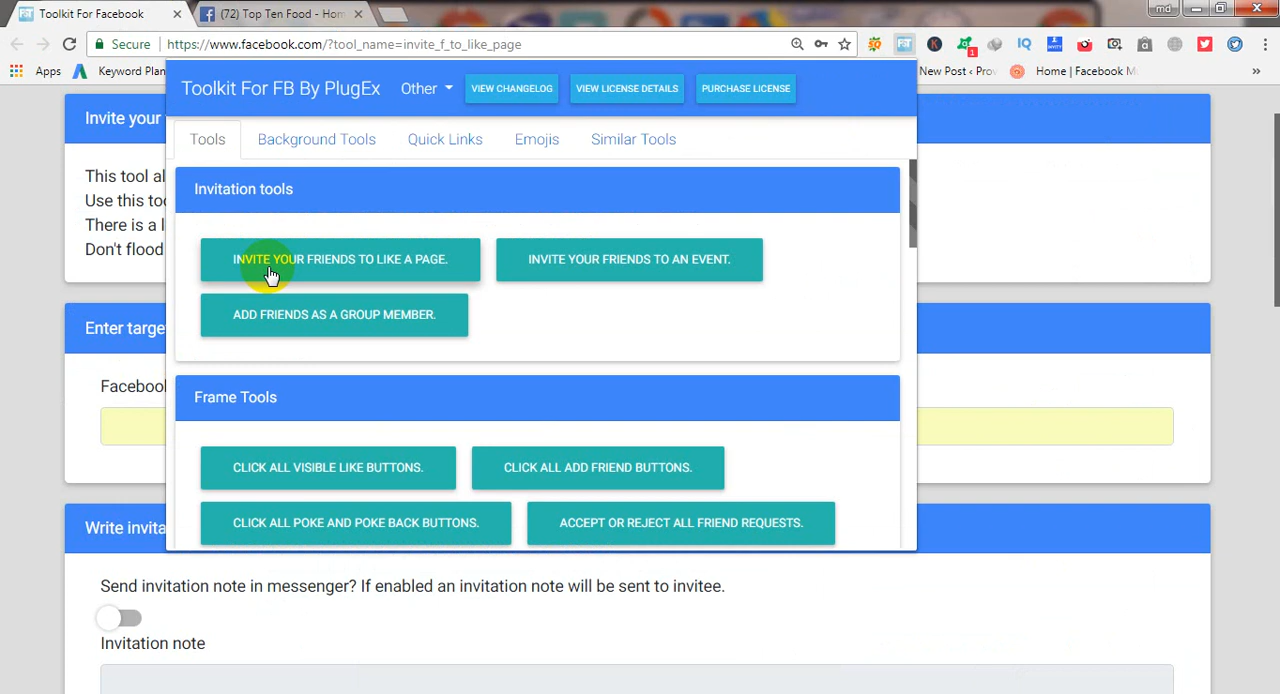 Toolkit For Facebook
(72) Top Ten Food - Hom
md
Secure
https://www.facebook.com/?tool_name=invite_f_to_like_page
IQ
1
Apps
Keyword Plan
New Post ‹ Prov
Home | Facebook M
»
Toolkit For FB By PlugEx
Other
VIEW CHANGELOG
VIEW LICENSE DETAILS
PURCHASE LICENSE
Tools
Background Tools
Quick Links
Emojis
Similar Tools
Invite your
This tool al
Use this too
There is a l
Don't flood
Invitation tools
INVITE YOUR FRIENDS TO LIKE A PAGE.
INVITE YOUR FRIENDS TO AN EVENT.
ADD FRIENDS AS A GROUP MEMBER.
Enter targe
Facebook
Frame Tools
CLICK ALL VISIBLE LIKE BUTTONS.
CLICK ALL ADD FRIEND BUTTONS.
CLICK ALL POKE AND POKE BACK BUTTONS.
ACCEPT OR REJECT ALL FRIEND REQUESTS.
Write invita
Send invitation note in messenger? If enabled an invitation note will be sent to invitee.
Invitation note